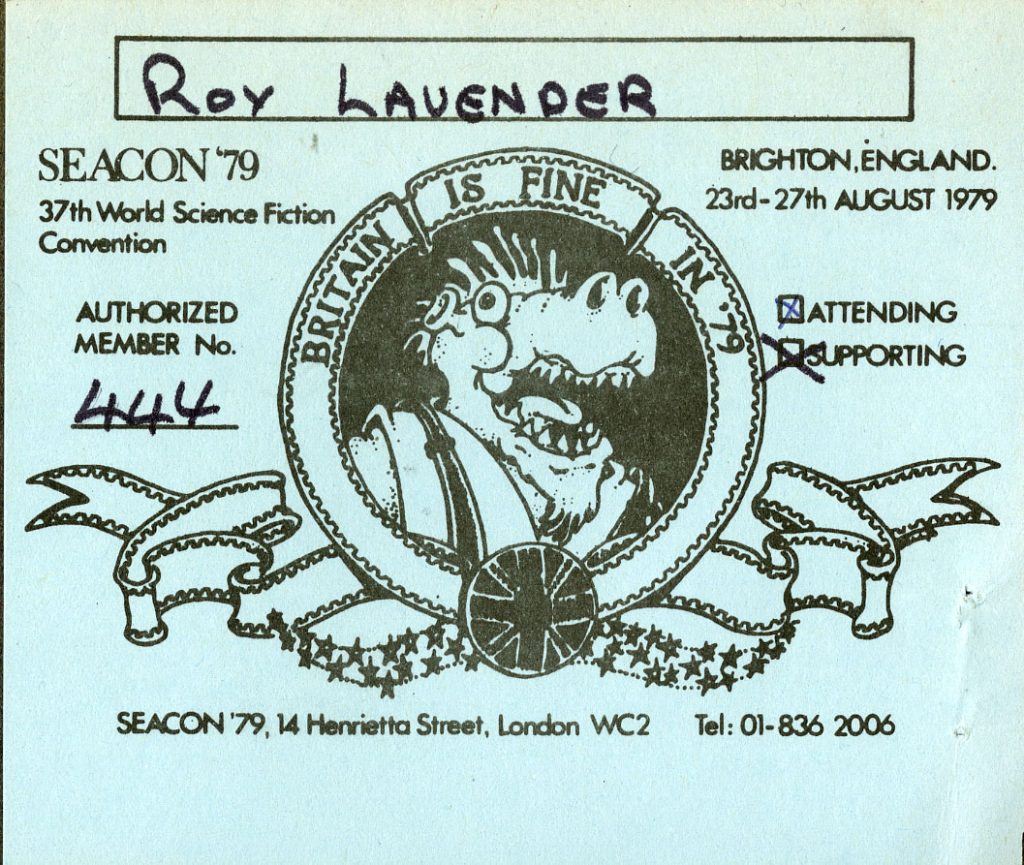 ROY LAVENDER
SEACON '79
37th World Science Fiction
Convention
BRIGHTON, ENGLAND.
23rd-27th AUGUST 1979
BRITAIN IS FINE IN '79
AUTHORIZED
MEMBER No.
444
ATTENDING
SUPPORTING
SEACON '79, 14 Henrietta Street, London WC2 Tel: 01-836 2006